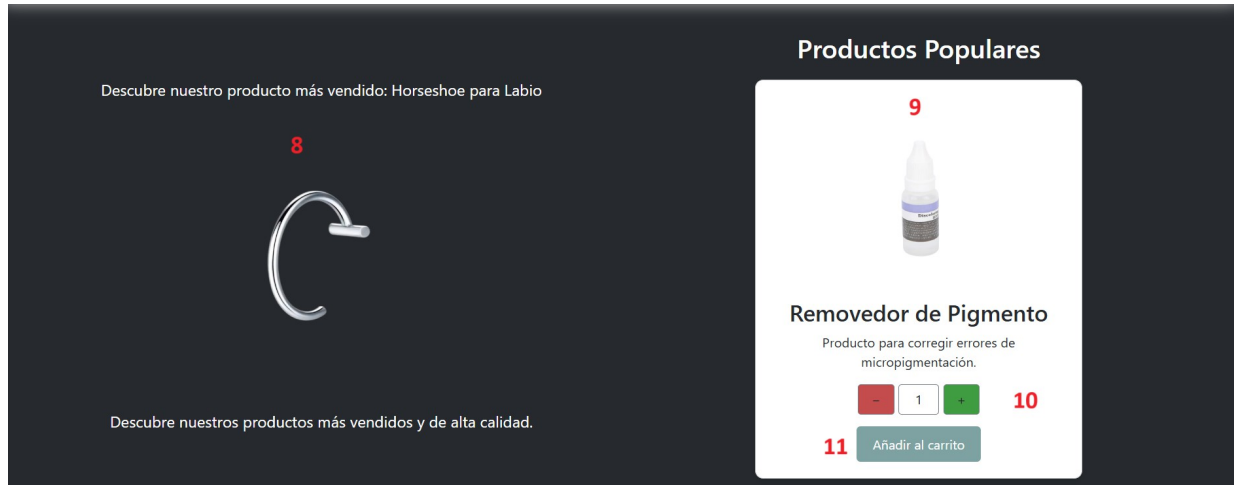 Productos Populares
Descubre nuestro producto más vendido: Horseshoe para Labio
8
9
Removedor de Pigmento
Producto para corregir errores de
micropigmentación.
- 1 +
10
Descubre nuestros productos más vendidos y de alta calidad.
11
Añadir al carrito